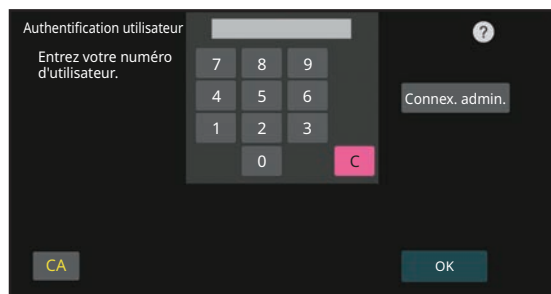 Authentification utilisateur
?
Entrez votre numéro
d'utilisateur.
7 8 9
4 5 6
Connex. admin.
1 2 3
0 C
CA
OK